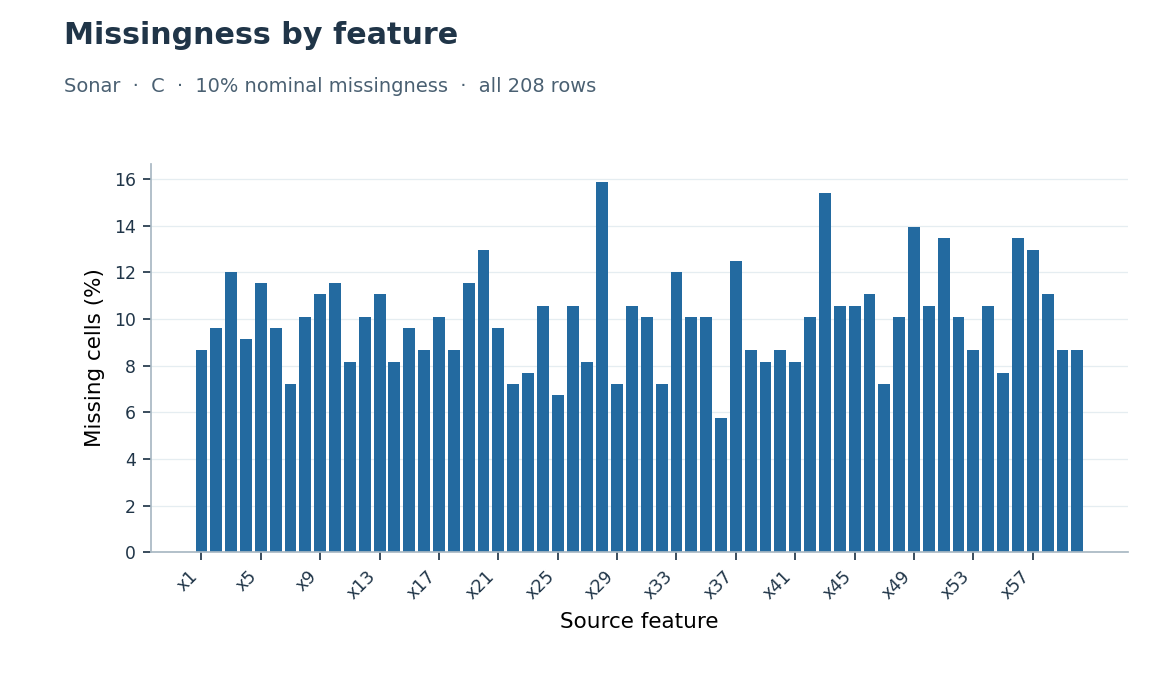 Missingness by feature
Sonar · C · 10% nominal missingness · all 208 rows
Missing cells (%)
16
14
12
10
8
6
4
2
0
x1 x5 x9 x13 x17 x21 x25 x29 x33 x37 x41 x45 x49 x53 x57
Source feature